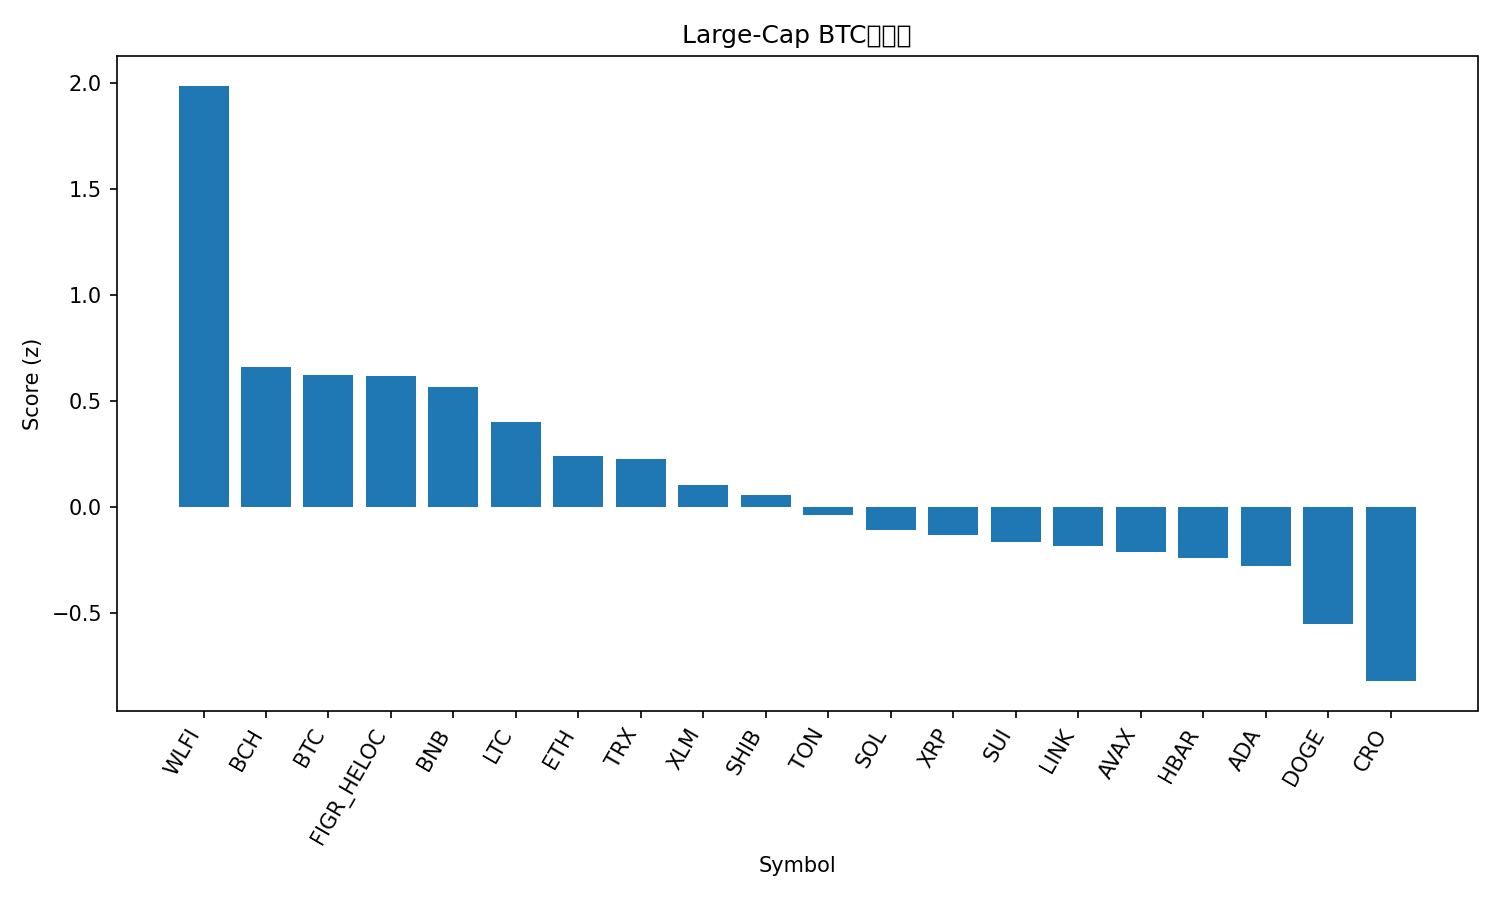 Large-Cap BTC
2.0
1.5
1.0
0.5
0.0
−0.5
Score (z)
WLFI
BCH
BTC
FIGR_HELOC
BNB
LTC
ETH
TRX
XLM
SHIB
TON
SOL
XRP
SUI
LINK
AVAX
HBAR
ADA
DOGE
CRO
Symbol